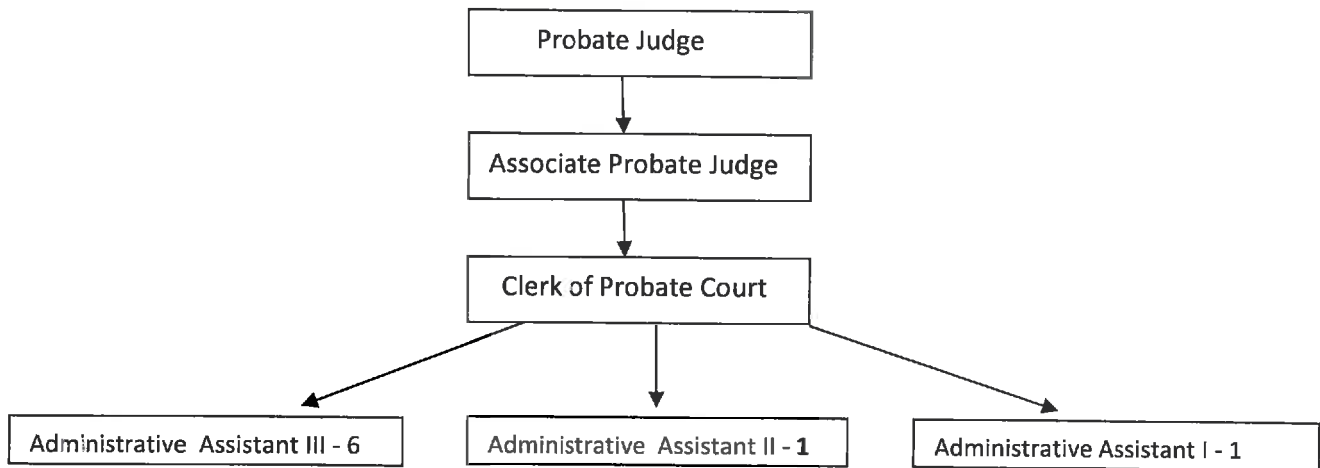 Probate Judge
Associate Probate Judge
Clerk of Probate Court
Administrative Assistant III - 6
Administrative Assistant II - 1
Administrative Assistant I - 1